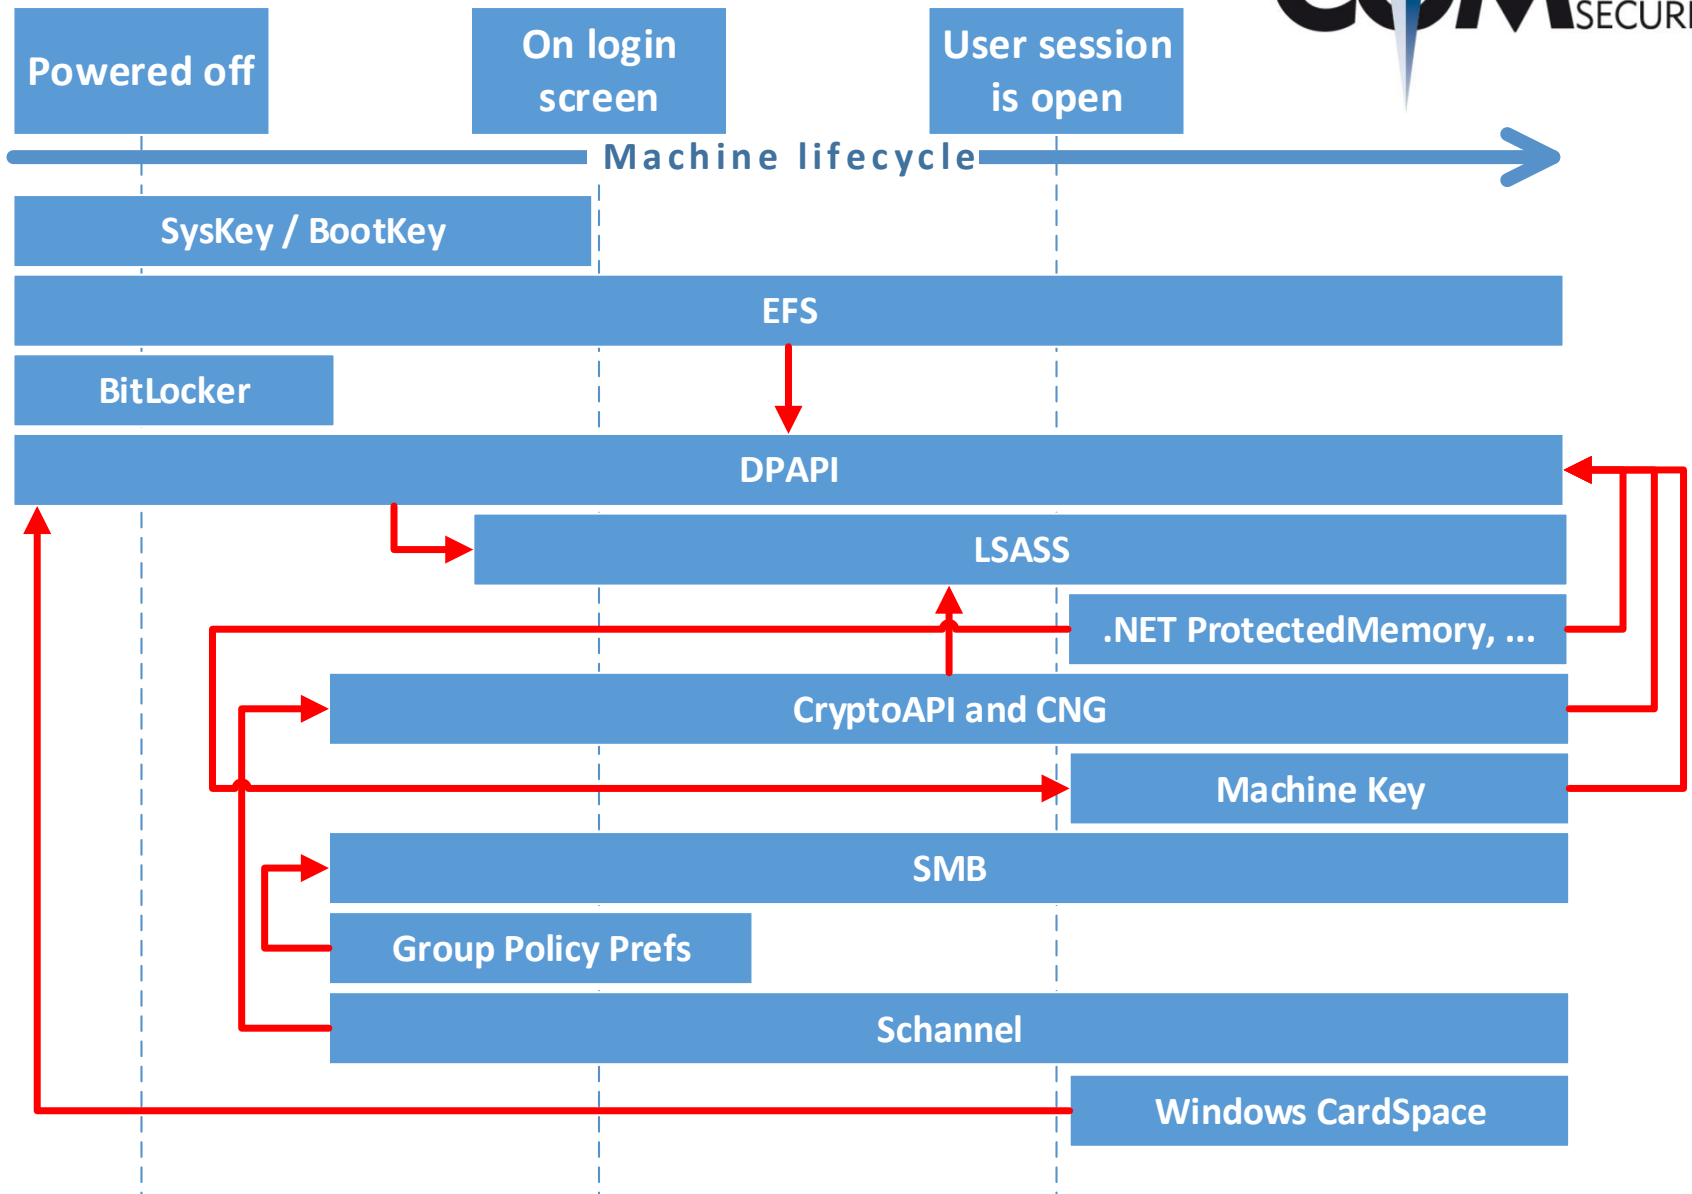 Powered off
On login
screen
User session
is open
COM
SECURI
Machine lifecycle
SysKey / BootKey
EFS
BitLocker
DPAPI
LSASS
.NET ProtectedMemory, ...
CryptoAPI and CNG
Machine Key
SMB
Group Policy Prefs
Schannel
Windows CardSpace